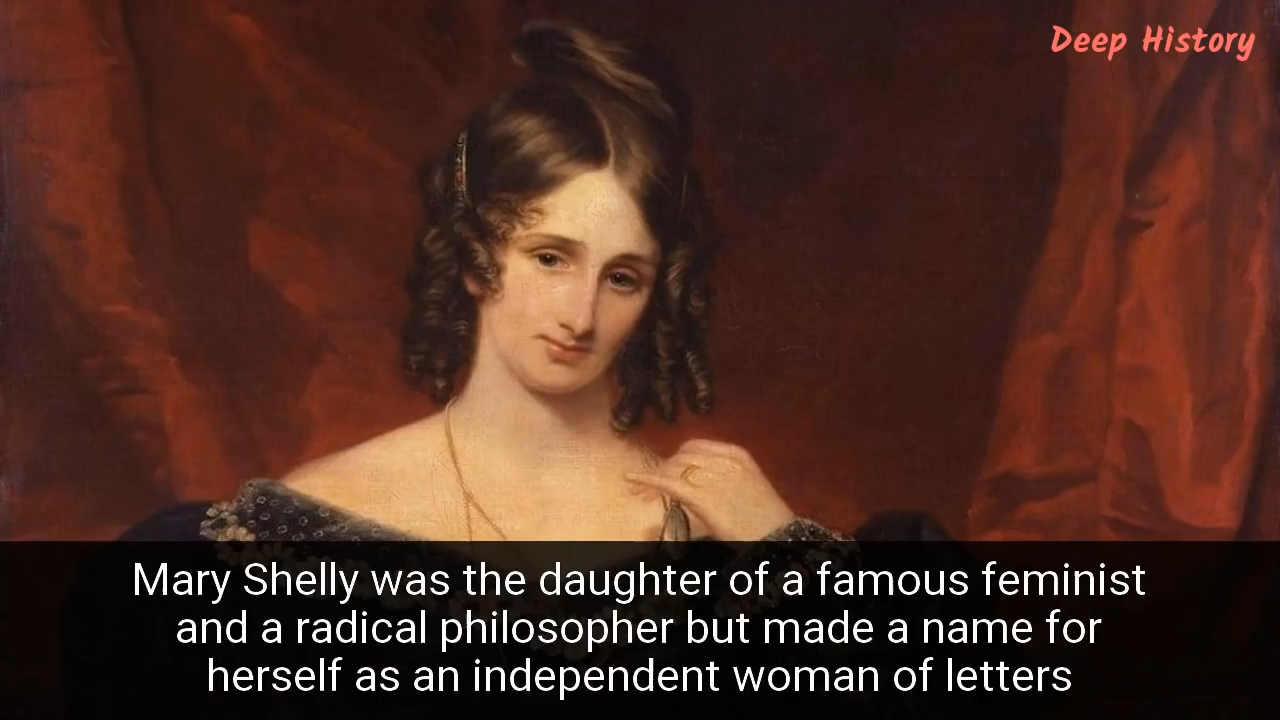 Deep History
Mary Shelly was the daughter of a famous feminist
and a radical philosopher but made a name for
herself as an independent woman of letters